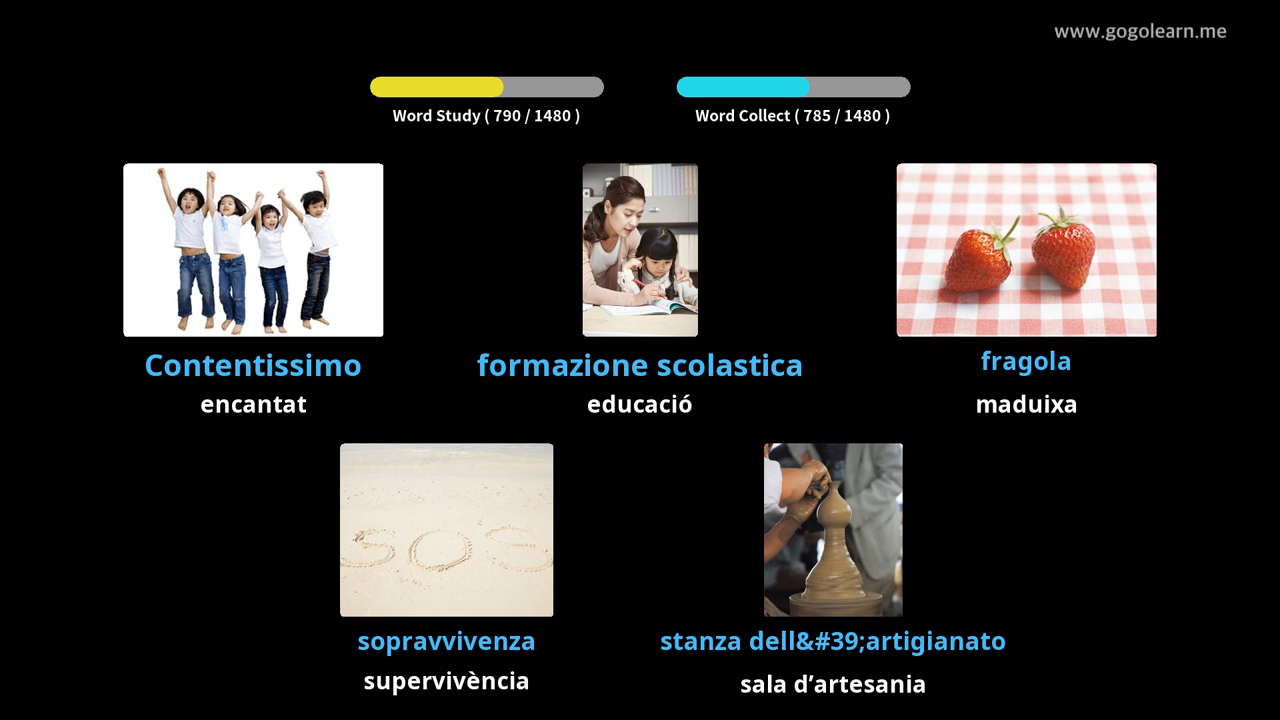 www.gogolearn.me
Word Study ( 790 / 1480 )
Word Collect ( 785 / 1480 )
Contentissimo
formazione scolastica
fragola
encantat
educació
maduixa
SOS
sopravvivenza
stanza dell&#39;artigianato
supervivència
sala d’artesania